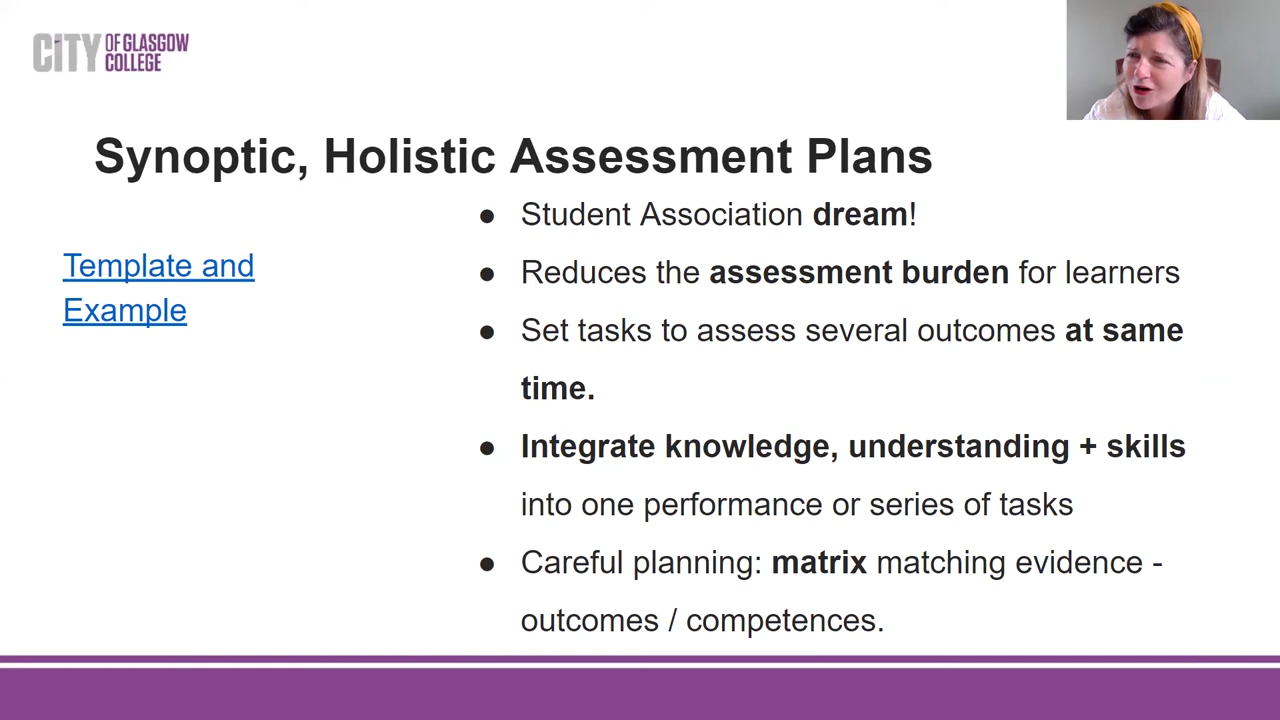 CiTY OF GLASGOW
COLLEGE
Synoptic, Holistic Assessment Plans
Template and
Example
● Student Association dream!
● Reduces the assessment burden for learners
● Set tasks to assess several outcomes at same
time.
● Integrate knowledge, understanding + skills
into one performance or series of tasks
● Careful planning: matrix matching evidence -
outcomes / competences.